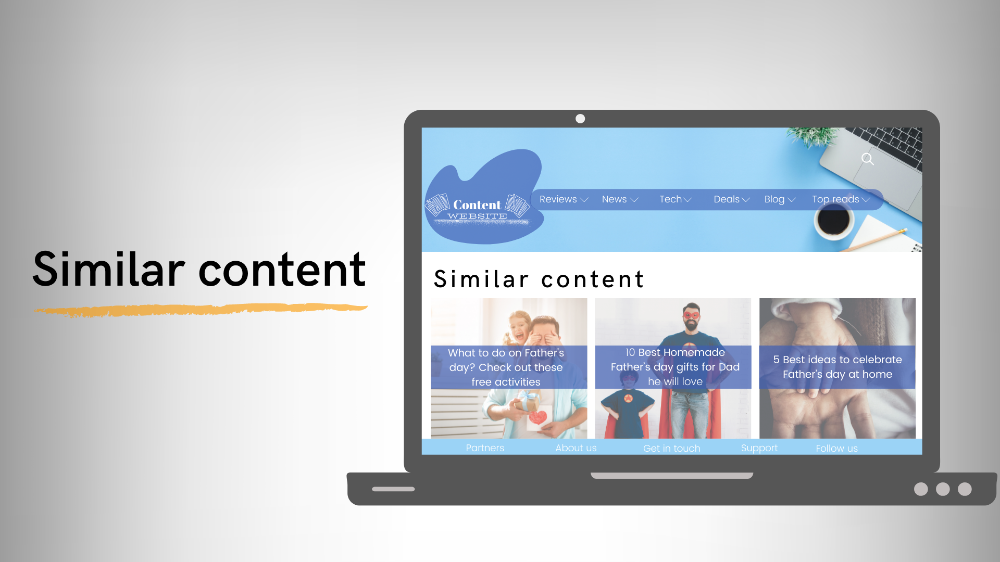 Similar content
Content
WEBSITE
Reviews
News
Tech
Deals
Blog
Top reads
Similar content
What to do on Father's
day? Check out these
free activities
10 Best Homemade
Father's day gifts for Dad
he will love
5 Best ideas to celebrate
Father's day at home
Partners
About us
Get in touch
Support
Follow us